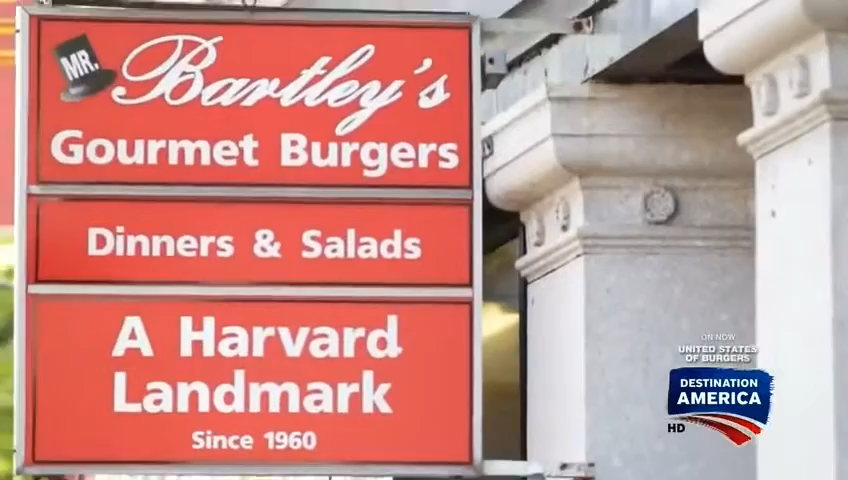 MR. Bartley's
Gourmet Burgers
Dinners & Salads
A Harvard
Landmark
Since 1960
ON NOW
UNITED STATES
OF BURGERS
DESTINATION
AMERICA
HD